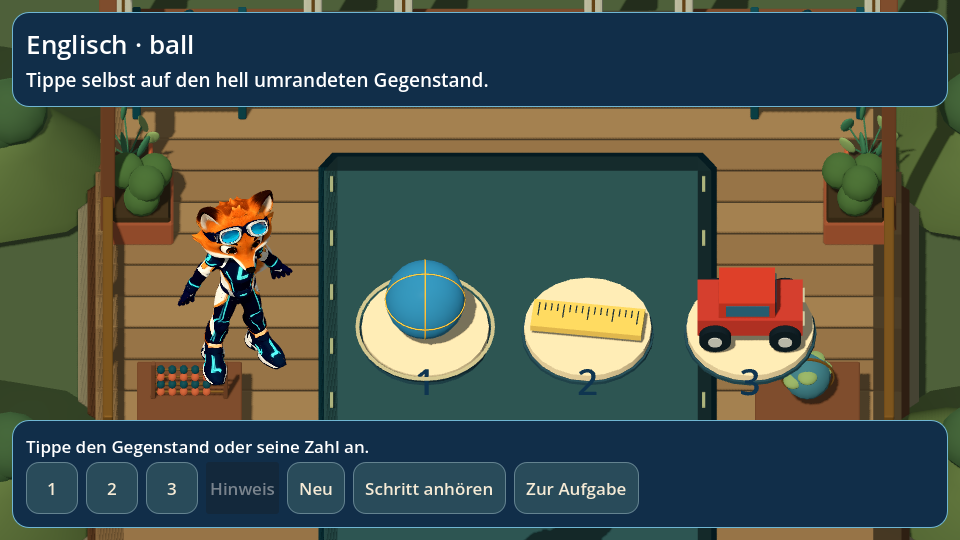 Englisch · ball
Tippe selbst auf den hell umrandeten Gegenstand.
1 2 3
Tippe den Gegenstand oder seine Zahl an.
1 2 3 Hinweis Neu Schritt anhören Zur Aufgabe